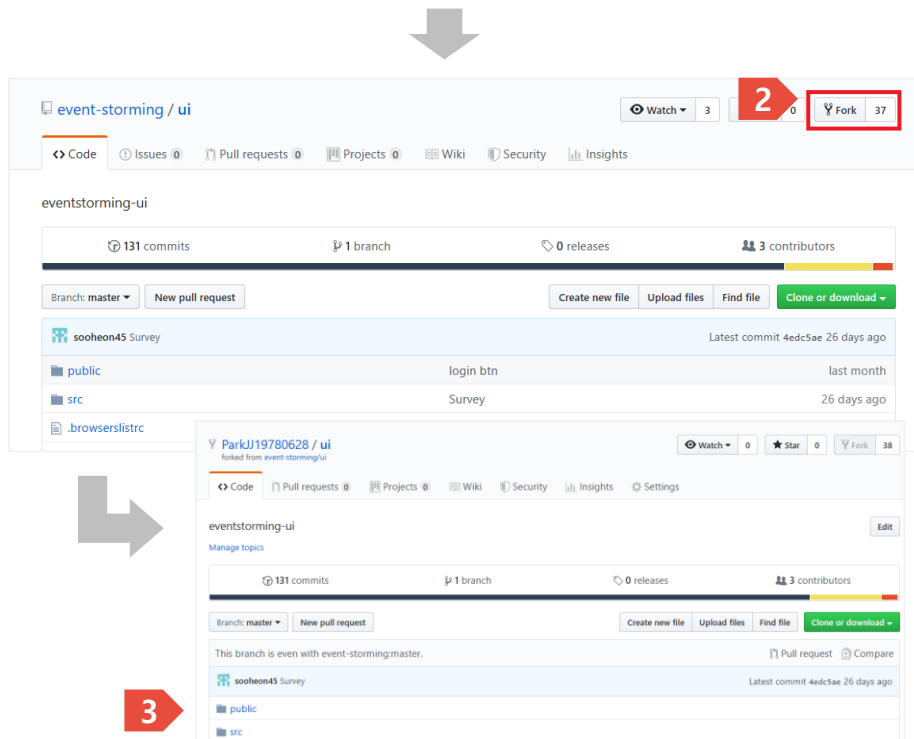 event-storming / ui
Watch 3
0
2
Fork 37
Code
Issues 0
Pull requests 0
Projects 0
Wiki
Security
Insights
eventstorming-ui
131 commits
1 branch
0 releases
3 contributors
Branch: master
New pull request
Create new file
Upload files
Find file
Clone or download
sooheon45 Survey
Latest commit 4edc5ae 26 days ago
public
login btn
last month
src
Survey
26 days ago
.browserslistrc
ParkJJ19780628 / ui
forked from event-storming/ui
Watch 0
Star 0
Fork 38
Code
Pull requests 0
Projects 0
Wiki
Security
Insights
Settings
eventstorming-ui
Edit
Manage topics
131 commits
1 branch
0 releases
3 contributors
Branch: master
New pull request
Create new file
Upload files
Find file
Clone or download
This branch is even with event-storming:master.
Pull request
Compare
sooheon45 Survey
Latest commit 4edc5ae 26 days ago
3
public
src